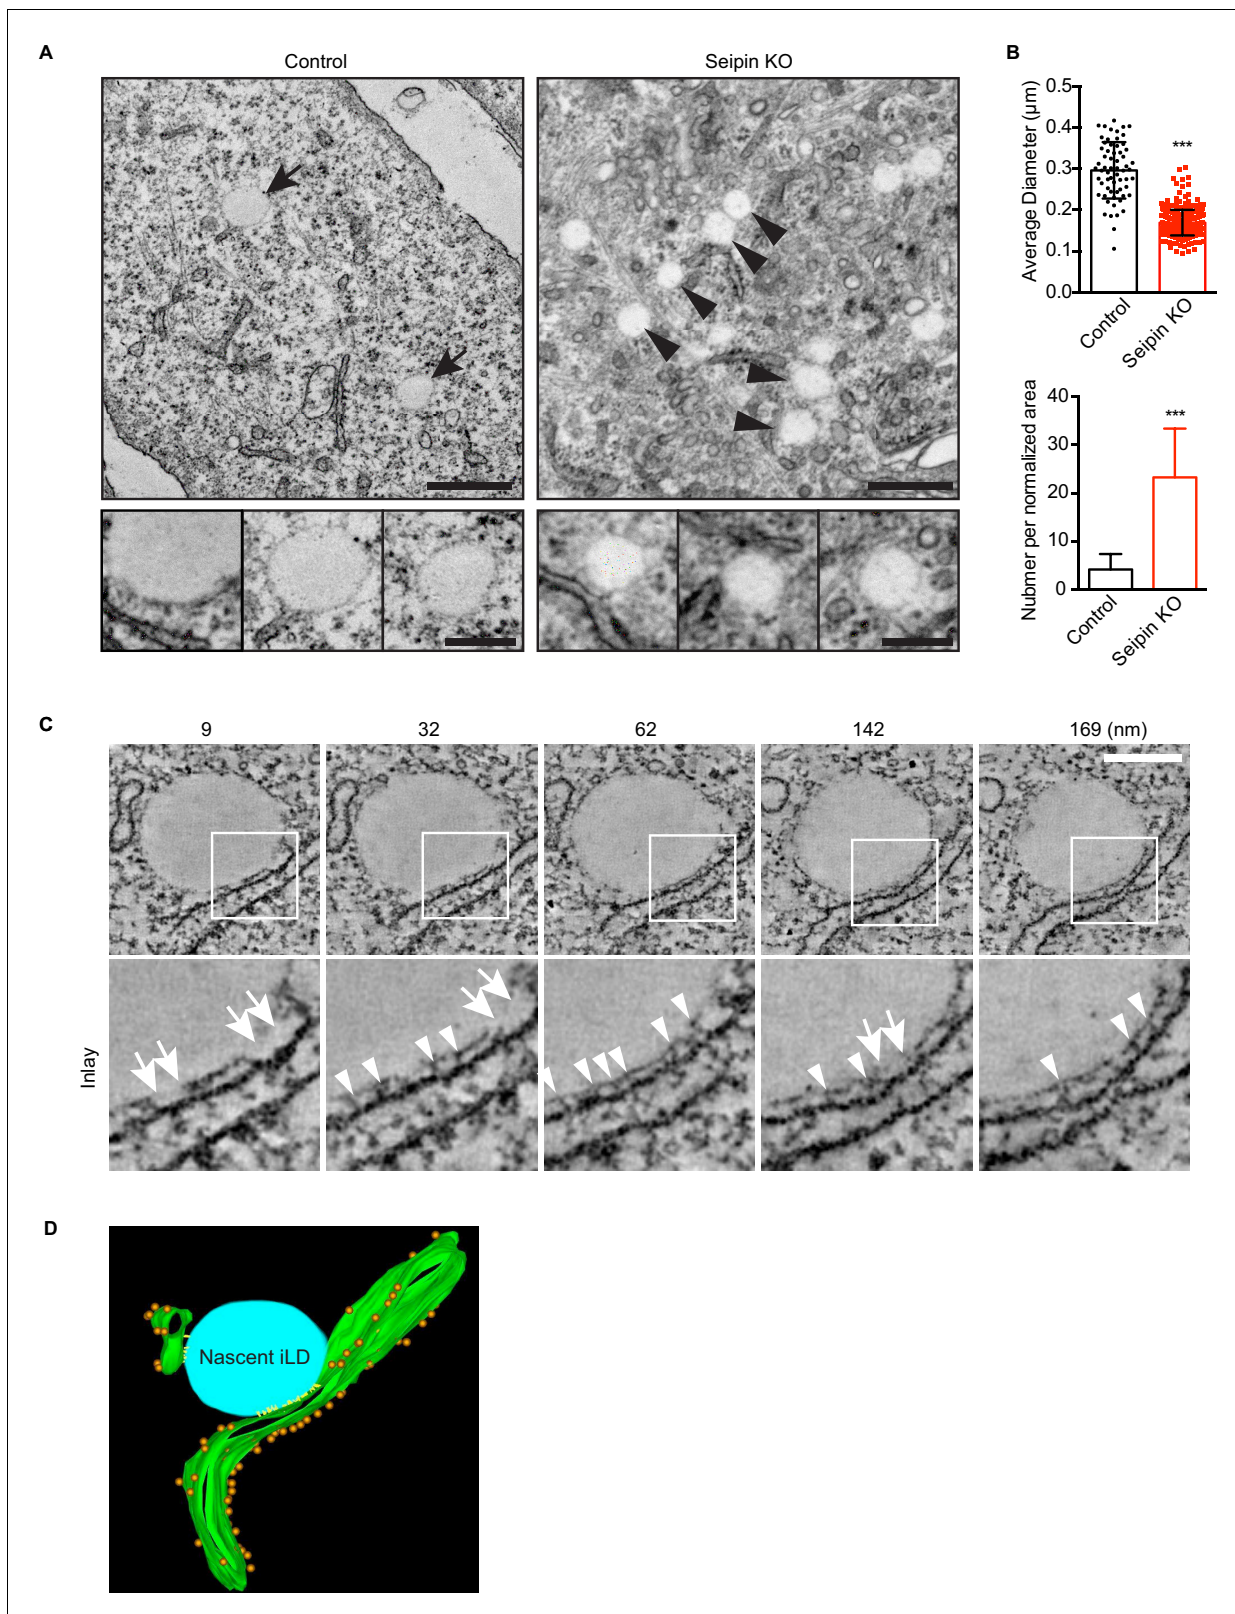 A
Control
Seipin KO
B
Average Diameter (µm)
0.5
0.4
0.3
0.2
0.1
0.0
***
Control
Seipin KO
Nubmer per normalized area
40
30
20
10
0
***
Control
Seipin KO
C
9
32
62
142
169 (nm)
Inlay
D
Nascent iLD